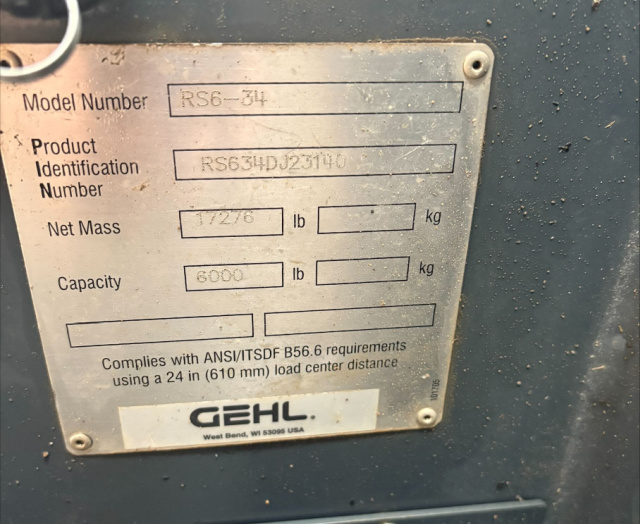 Model Number RS6-34
Product
Identification RS634DJ23140
Number
Net Mass 17276 lb kg
Capacity 6000 lb kg
Complies with ANSI/ITSDF B56.6 requirements
using a 24 in (610 mm) load center distance
GEHL®
West Bend, WI 53095 USA